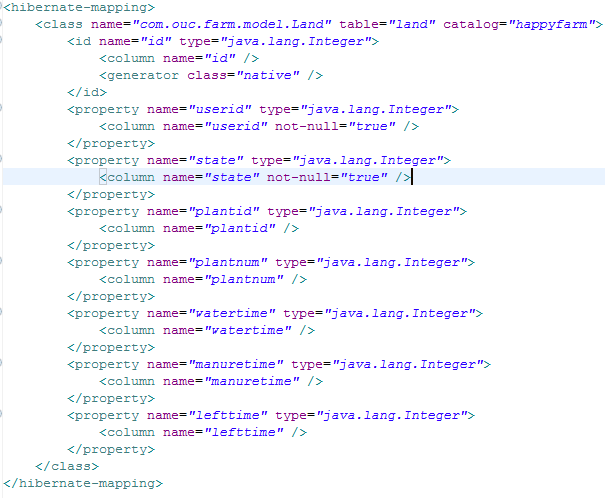 <hibernate-mapping>
    <class name="com.ouc.farm.model.Land" table="land" catalog="happyfarm">
        <id name="id" type="java.lang.Integer">
            <column name="id" />
            <generator class="native" />
        </id>
        <property name="userid" type="java.lang.Integer">
            <column name="userid" not-null="true" />
        </property>
        <property name="state" type="java.lang.Integer">
            <column name="state" not-null="true" />
        </property>
        <property name="plantid" type="java.lang.Integer">
            <column name="plantid" />
        </property>
        <property name="plantnum" type="java.lang.Integer">
            <column name="plantnum" />
        </property>
        <property name="watertime" type="java.lang.Integer">
            <column name="watertime" />
        </property>
        <property name="manuretime" type="java.lang.Integer">
            <column name="manuretime" />
        </property>
        <property name="lefttime" type="java.lang.Integer">
            <column name="lefttime" />
        </property>
    </class>
</hibernate-mapping>